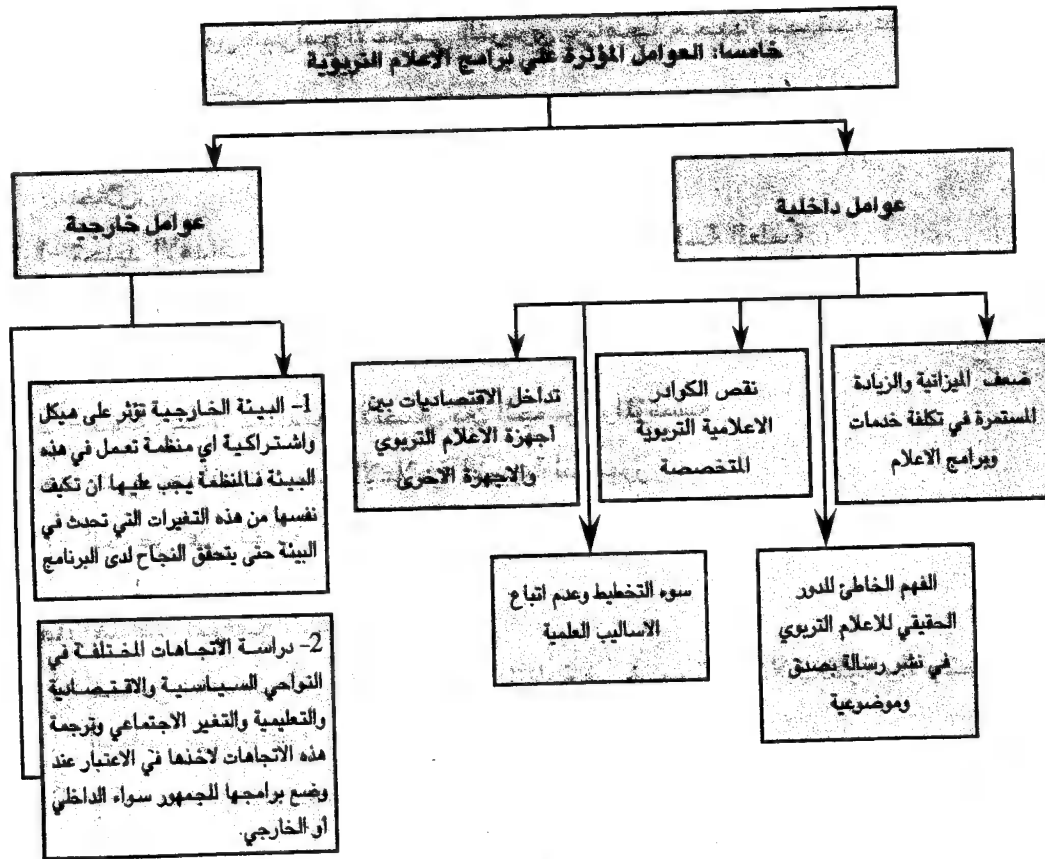 خامسا: العوامل المؤثرة على برامج الاعلام التربوية
عوامل داخلية
عوامل خارجية
ضعف الميزانية والزيادة
المستمرة في تكلفة خدمات
وبرامج الاعلام
نقص الكوادر
الاعلامية التربوية
المتخصصة
تداخل الاقتصاديات بين
أجهزة الاعلام التربوي
والاجهزة الاخرى
الفهم الخاطئ للدور
الحقيقي للاعلام التربوي
في نشر رسالة بصدق
وموضوعية
سوء التخطيط وعدم اتباع
الاساليب العلمية
1- البيئة الخارجية تؤثر على هيكل
واشتراكية اي منظمة تعمل في هذه
البيئة فالمنظمة يجب عليها ان تكيف
نفسها من هذه التغيرات التي تحدث في
البيئة حتى يتحقق النجاح لدى البرنامج
2- دراسة الاتجاهات المختلفة في
النواحي السياسية والاقتصادية
والتعليمية والتغير الاجتماعي وترجمة
هذه الاتجاهات لاخذها في الاعتبار عند
وضع برامجها للجمهور سواء الداخلي
أو الخارجي.